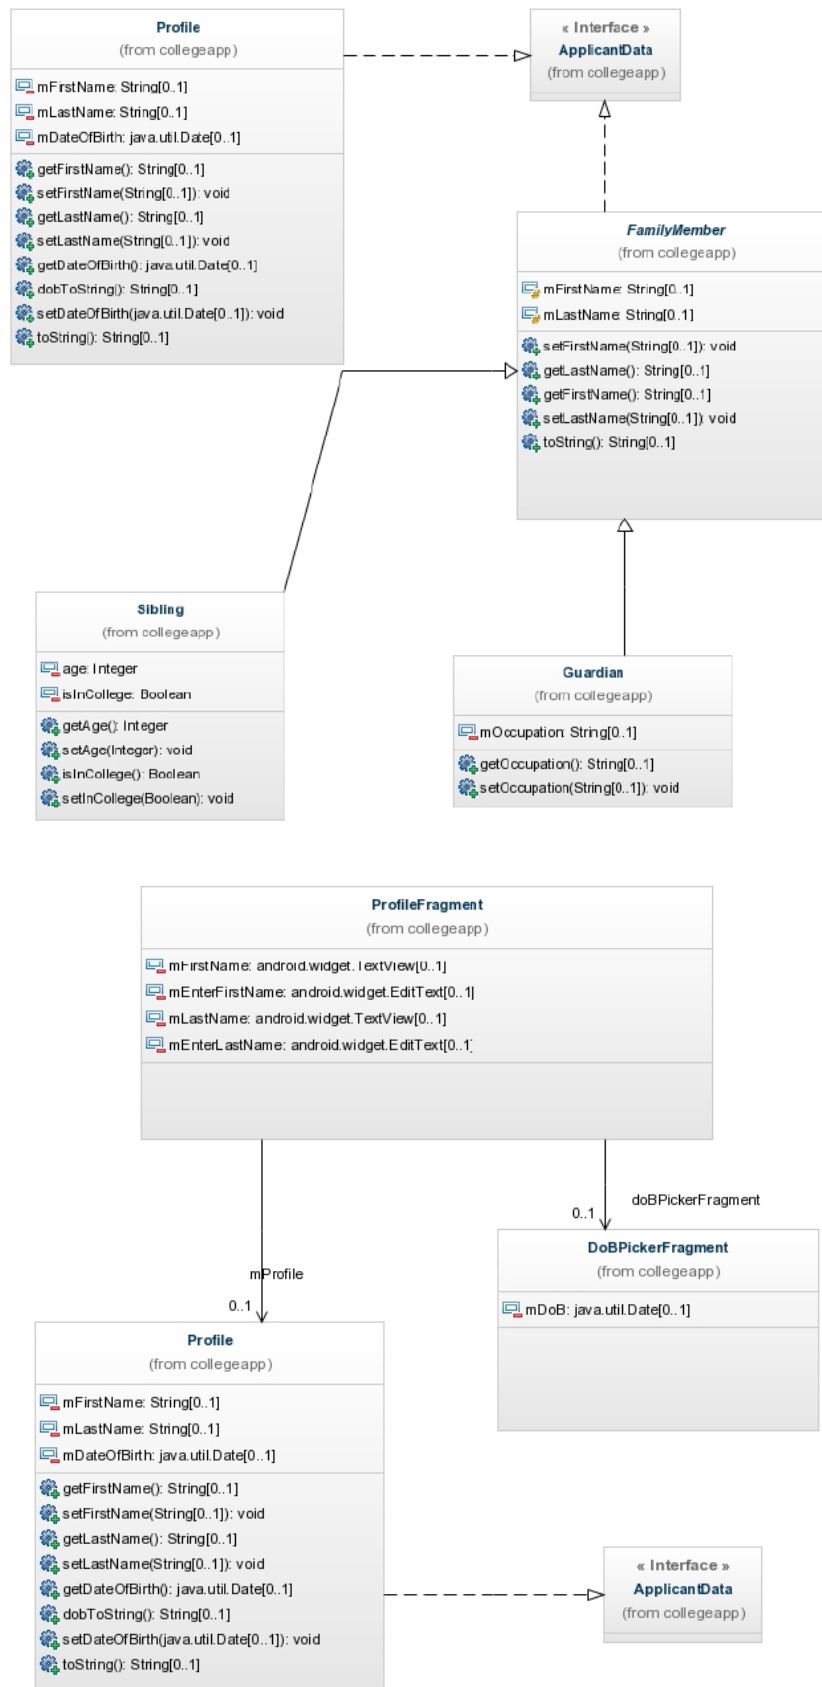 Profile
(from collegeapp)
mFirstName: String[0..1]
mLastName: String[0..1]
mDateOfBirth: java.util.Date[0..1]
getFirstName(): String[0..1]
setFirstName(String[0..1]): void
getLastName(): String[0..1]
setLastName(String[0..1]): void
getDateOfBirth(): java.util.Date[0..1]
dobToString(): String[0..1]
setDateOfBirth(java.util.Date[0..1]): void
toString(): String[0..1]
« Interface »
ApplicantData
(from collegeapp)
FamilyMember
(from collegeapp)
mFirstName: String[0..1]
mLastName: String[0..1]
setFirstName(String[0..1]): void
getLastName(): String[0..1]
getFirstName(): String[0..1]
setLastName(String[0..1]): void
toString(): String[0..1]
Sibling
(from collegeapp)
age: Integer
isInCollege: Boolean
getAge(): Integer
setAge(Integer): void
isInCollege(): Boolean
setInCollege(Boolean): void
Guardian
(from collegeapp)
mOccupation: String[0..1]
getOccupation(): String[0..1]
setOccupation(String[0..1]): void
ProfileFragment
(from collegeapp)
mFirstName: android.widget.TextView[0..1]
mEnterFirstName: android.widget.EditText[0..1]
mLastName: android.widget.TextView[0..1]
mEnterLastName: android.widget.EditText[0..1]
doBPickerFragment
0..1
DoBPickerFragment
(from collegeapp)
mDoB: java.util.Date[0..1]
mProfile
0..1
Profile
(from collegeapp)
mFirstName: String[0..1]
mLastName: String[0..1]
mDateOfBirth: java.util.Date[0..1]
getFirstName(): String[0..1]
setFirstName(String[0..1]): void
getLastName(): String[0..1]
setLastName(String[0..1]): void
getDateOfBirth(): java.util.Date[0..1]
dobToString(): String[0..1]
setDateOfBirth(java.util.Date[0..1]): void
toString(): String[0..1]
« Interface »
ApplicantData
(from collegeapp)